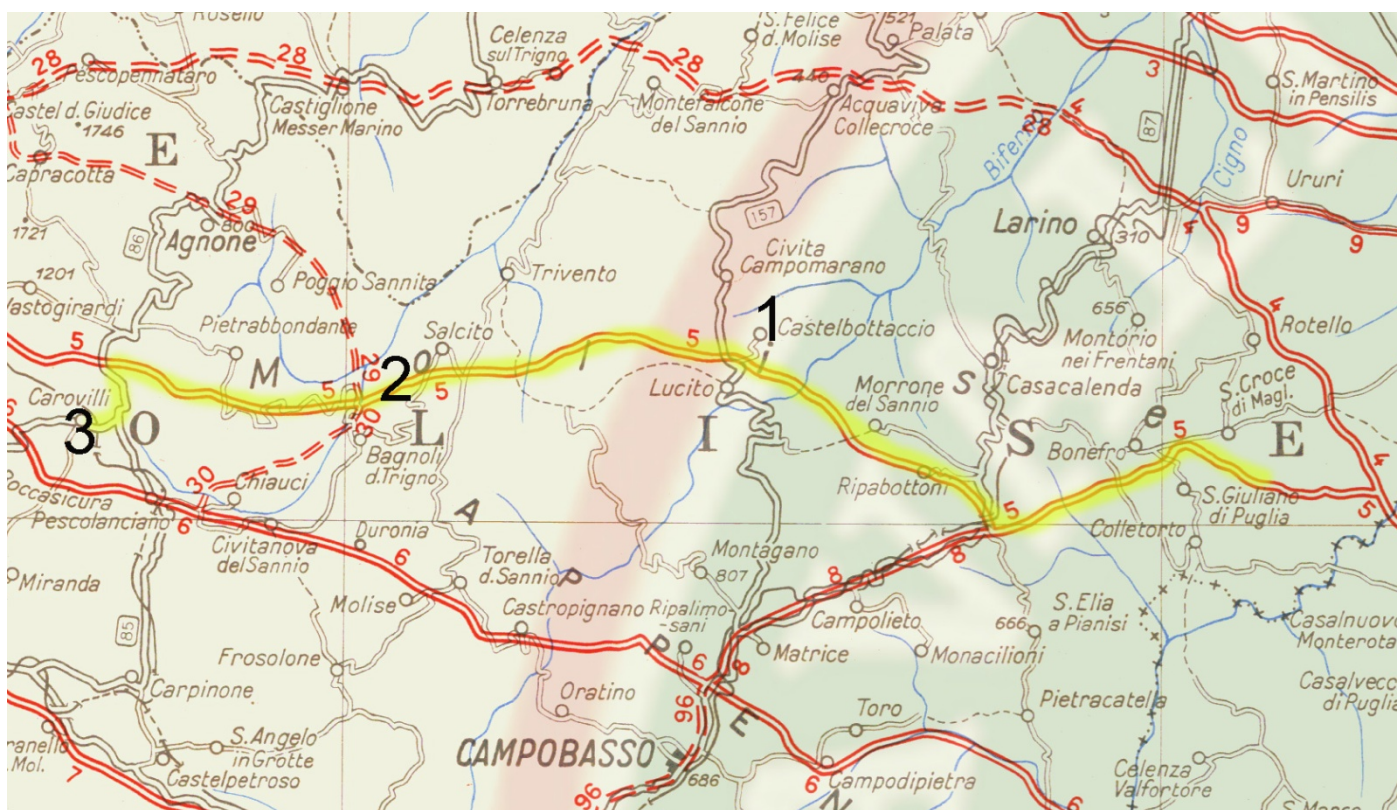 Rosello
Celenza
sul Trigno
S. Felice
d. Molise
521
Palata
28
Pescopennataro
28
28
3
S. Martino
in Pensilis
Castel d. Giudice
1746
Castiglione
Messer Marino
Torrebruna
Montefalcone
del Sannio
446
Acquaviva
Collecroce
28
4
87
E
Capracotta
29
Biferno
Cigno
Ururi
4
9
9
1721
800
Agnone
86
157
Larino
310
1201
Vastogirardi
Poggio Sannita
Trivento
Civita
Campomarano
656
4
Rotello
Pietrabbondante
Salcito
1
Castelbottaccio
Montorio
nei Frentani
5
29
5
M
o
l
i
s
e
2
5
5
Lucito
Morrone
del Sannio
Casacalenda
S. Croce
di Magl.
Carovilli
3
O
L
I
S
E
30
Bagnoli
d. Trigno
Bonefro
5
6
Roccasicura
30
Chiauci
Ripabottoni
S. Giuliano
di Puglia
5
Pescolanciano
6
Civitanova
del Sannio
Duronia
A
5
Colletorto
Miranda
6
Torella
d. Sannio
P
Montagano
807
8
8
Molise
Castropignano
Ripalimo-
sani
Campolieto
S. Elia
a Pianisi
666
Casalnuovo
Monterota
85
Frosolone
P
6
8
Matrice
Monacilioni
Carpinone
Oratino
96
E
Toro
Pietracatella
Casalvecc
di Puglia
S. Angelo
in Grotte
CAMPOBASSO
686
7
Castelpetroso
96
6
Campodipietra
N
6
Celenza
Valfortore